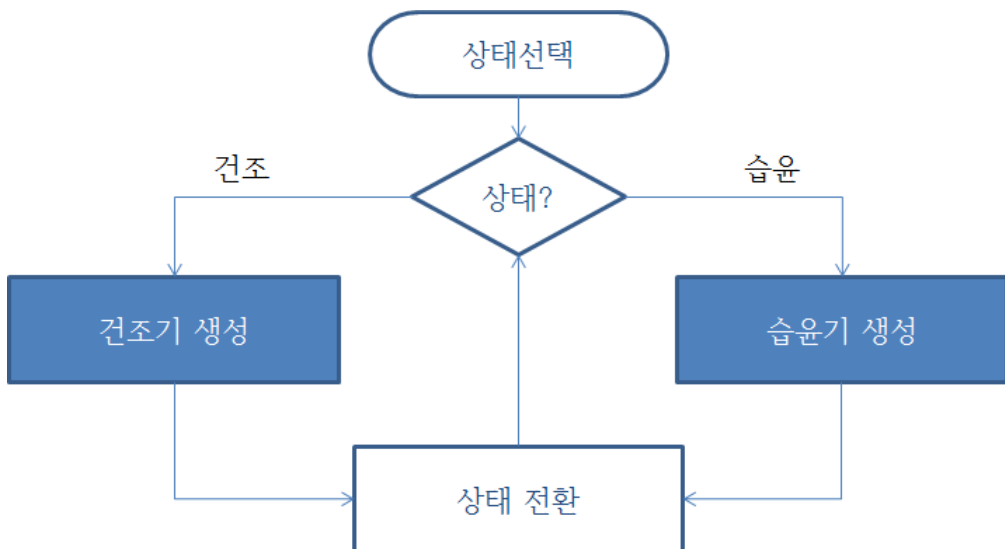 상태선택
건조
습윤
상태?
건조기 생성
습윤기 생성
상태 전환